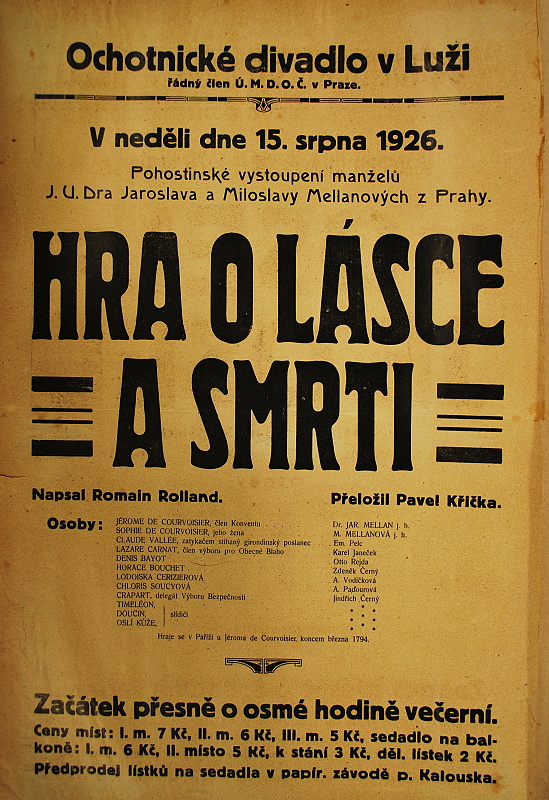 Ochotnické divadlo v Luži
řádný člen Ú. M. D. O. Č. v Praze.
V neděli dne 15. srpna 1926.
Pohostinské vystoupení manželů
J. U. Dra Jaroslava a Miloslavy Mellanových z Prahy.
HRA O LÁSCE
A SMRTI
Napsal Romain Rolland. Přeložil Pavel Křička.
Osoby:
JÉROME DE COURVOISIER, člen Konventu . . . . . Dr. JAR. MELLAN j. h.
SOPHIE DE COURVOISIER, jeho žena M. MELLANOVÁ j. h.
CLAUDE VALLÉE, zatykačem stíhaný girondinský poslanec . . . Em. Pelc
LAZARE CARNAT, člen výboru pro Obecné Blaho Karel Janeček
DENIS BAYOT Otto Rejda
HORACE BOUCHET Zdeněk Černý
LODOISKA CERIZIEROVÁ A. Vodičková
CHLORIS SOUCYOVÁ A. Paďourová
CRAPART, delegát Výboru Bezpečnosti Jindřich Černý
TIMELÉON,
DOUCIN, slídiči
OSLÍ KŮŽE,
Hraje se v Paříži u Jéroma de Courvoisier, koncem března 1794.
Začátek přesně o osmé hodině večerní.
Ceny míst: I. m. 7 Kč, II. m. 6 Kč, III. m. 5 Kč, sedadlo na bal-
koně: I. m. 6 Kč, II. místo 5 Kč, k stání 3 Kč, děl. lístek 2 Kč.
Předprodej lístků na sedadla v papír. závodě p. Kalouska.